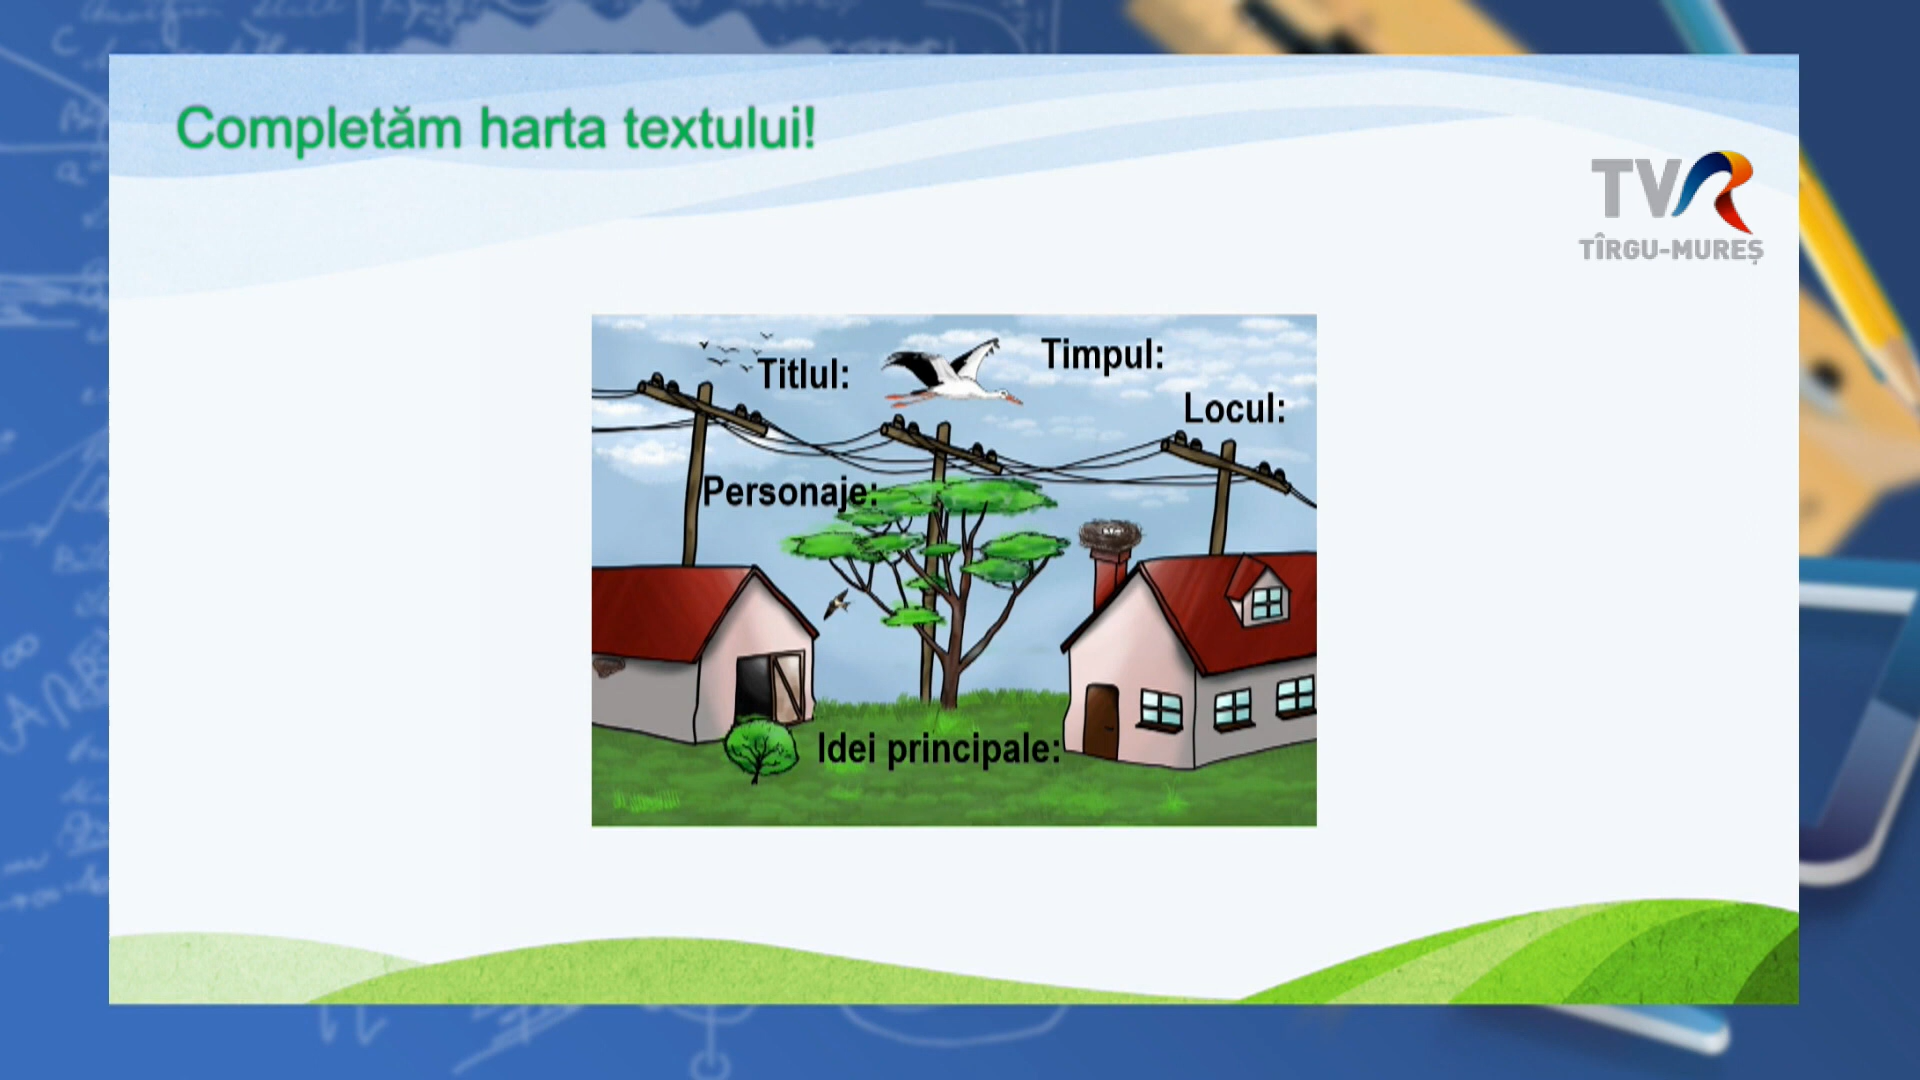 Completăm harta textului!
TVR
TÎRGU-MUREȘ
Titlul:
Timpul:
Locul:
Personaje:
Idei principale: